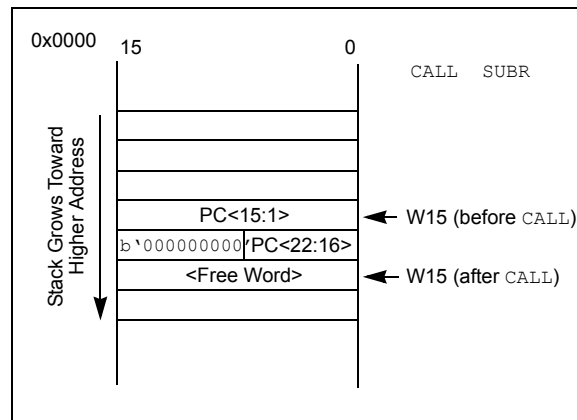 0x0000 15 0
CALL SUBR
Stack Grows Toward
Higher Address
PC<15:1> W15 (before CALL)
b‘000000000’ PC<22:16>
<Free Word> W15 (after CALL)